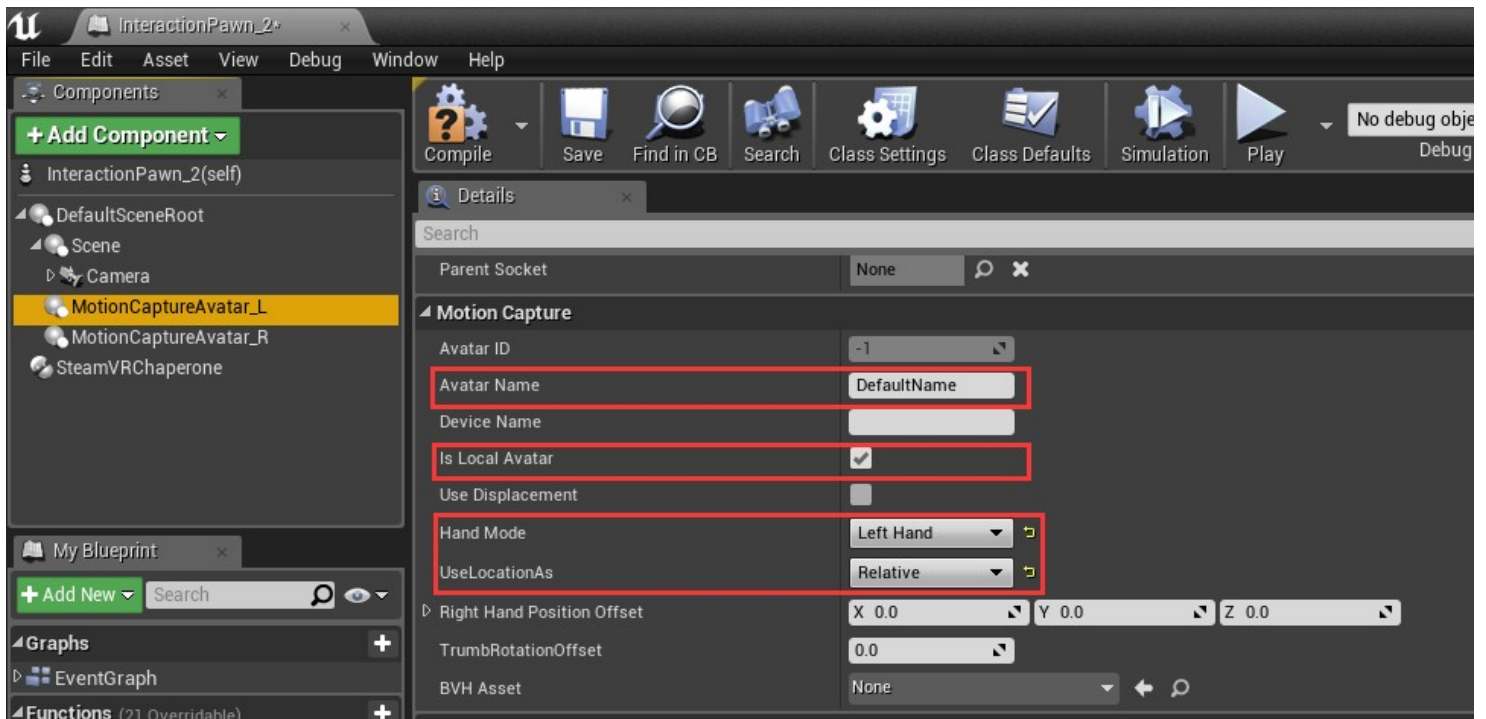 InteractionPawn_2*
File Edit Asset View Debug Window Help
Components
+Add Component
InteractionPawn_2(self)
DefaultSceneRoot
Scene
Camera
MotionCaptureAvatar_L
MotionCaptureAvatar_R
SteamVRChaperone
My Blueprint
+Add New Search
Graphs
EventGraph
Functions (21 Overridable)
Compile Save Find in CB Search Class Settings Class Defaults Simulation Play
No debug obje
Debug
Details
Search
Parent Socket None
Motion Capture
Avatar ID -1
Avatar Name DefaultName
Device Name
Is Local Avatar
Use Displacement
Hand Mode Left Hand
UseLocationAs Relative
Right Hand Position Offset X 0.0 Y 0.0 Z 0.0
TrumbRotationOffset 0.0
BVH Asset None